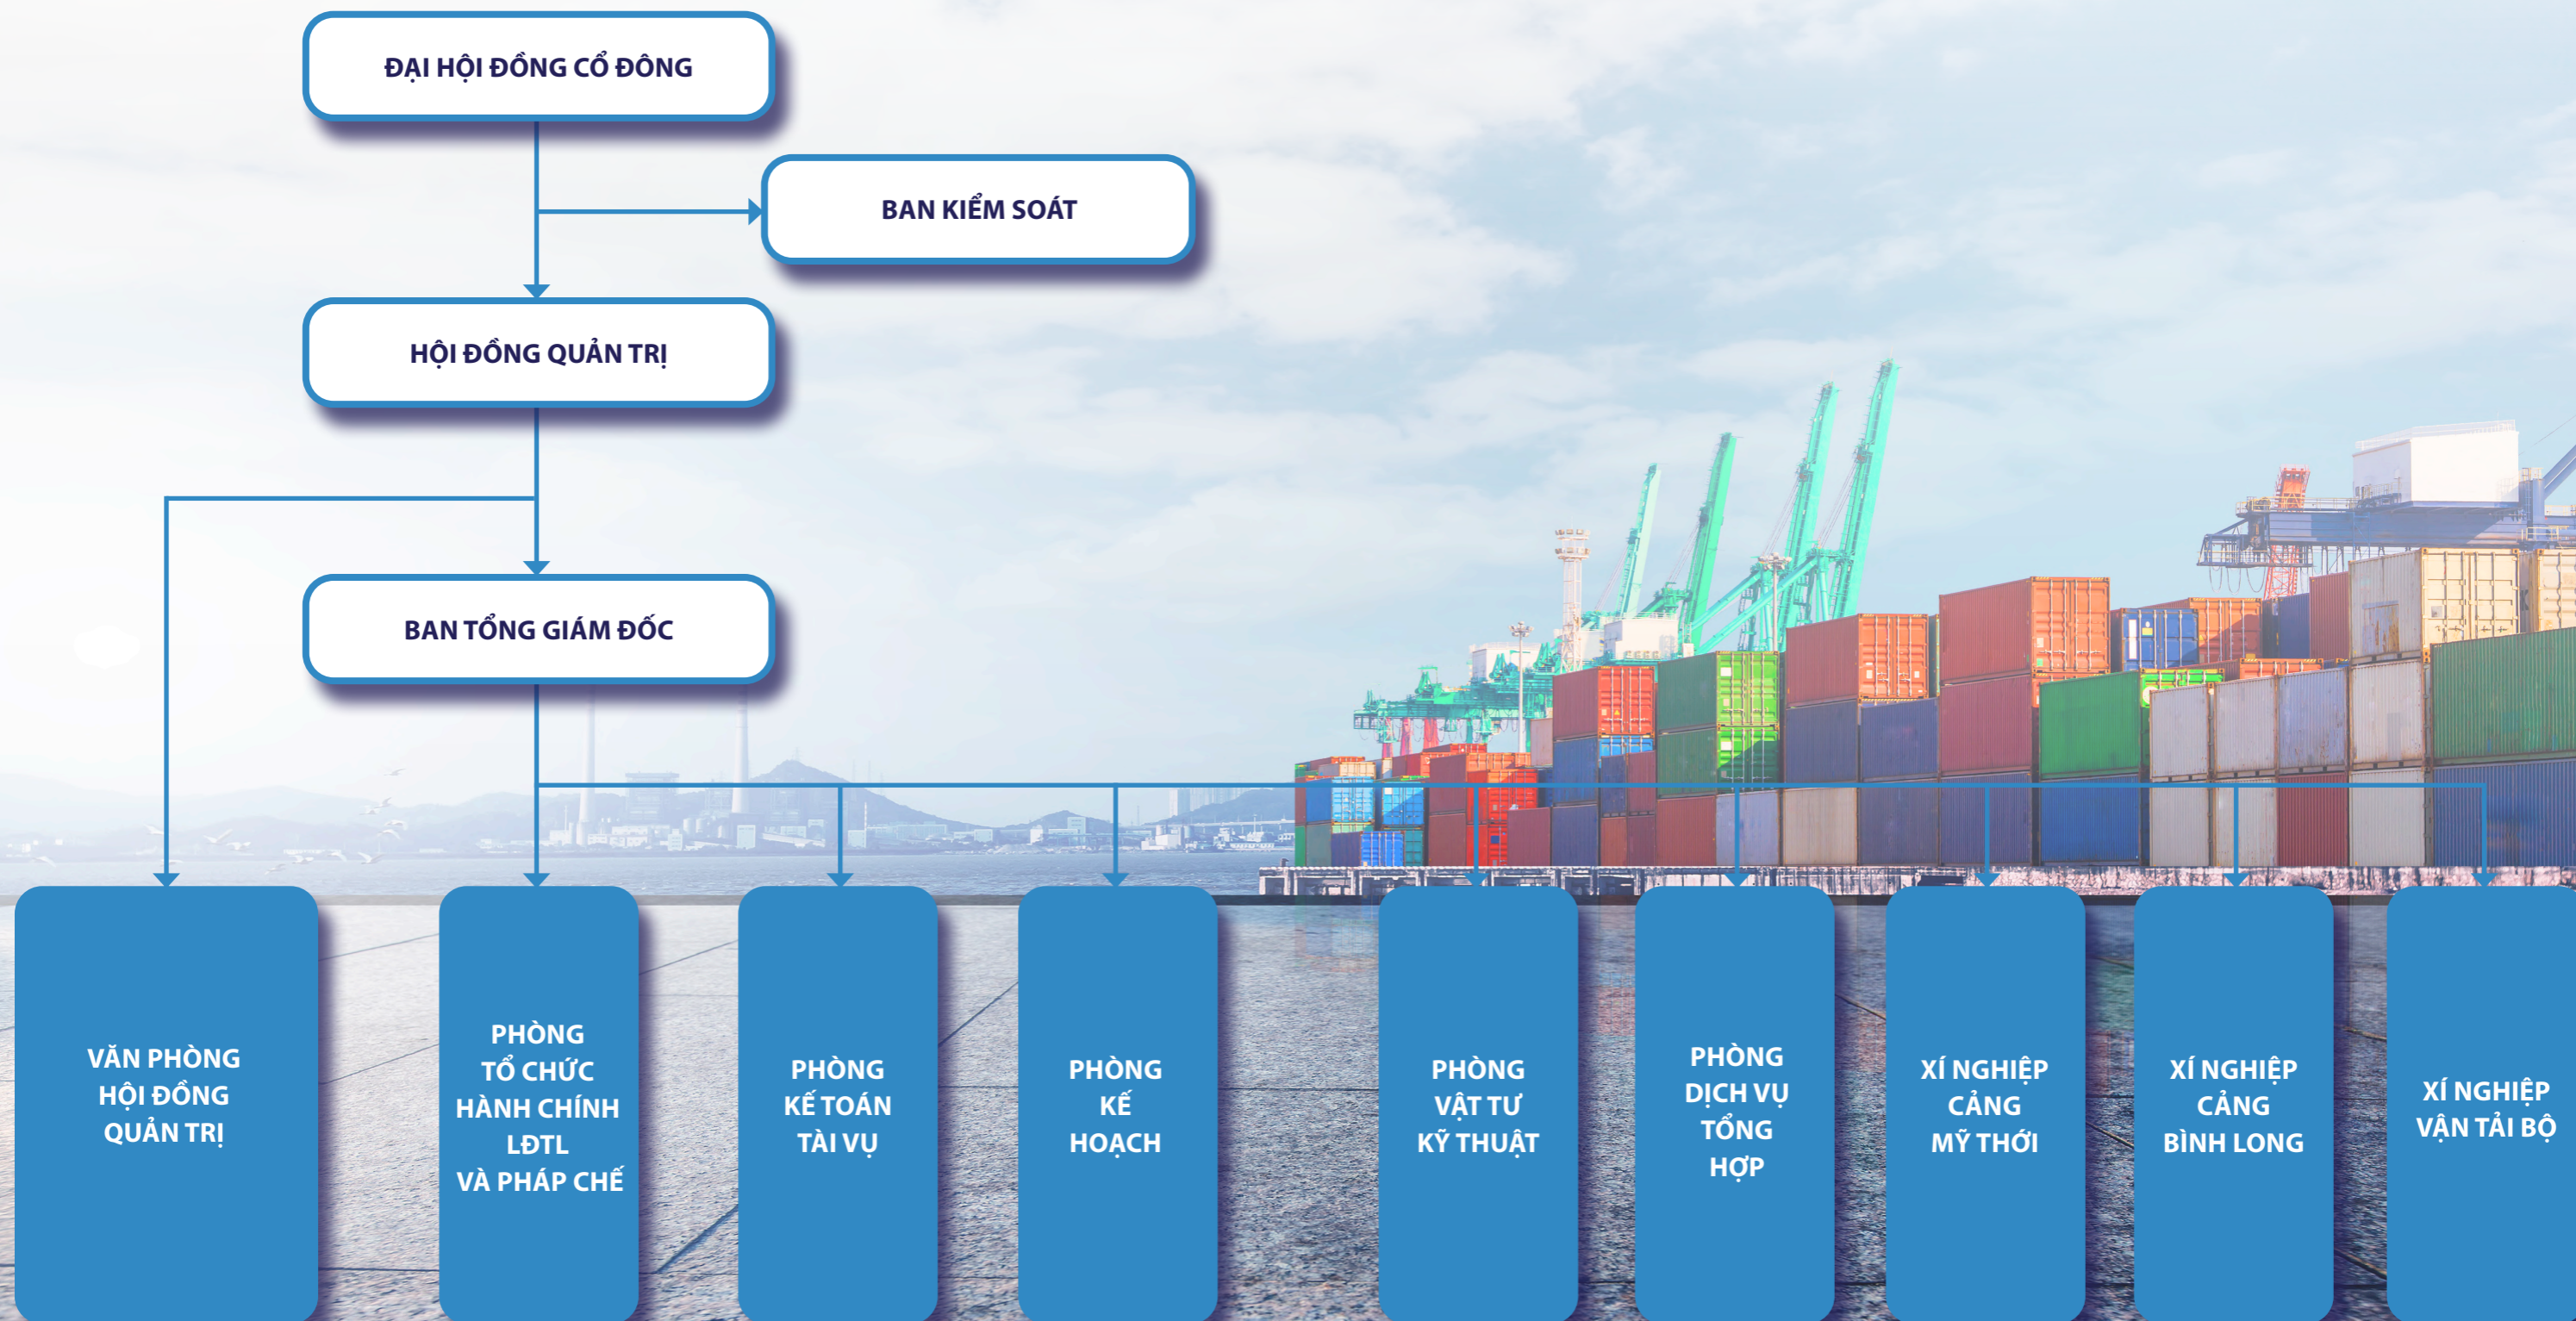 ĐẠI HỘI ĐỒNG CỔ ĐÔNG
BAN KIỂM SOÁT
HỘI ĐỒNG QUẢN TRỊ
BAN TỔNG GIÁM ĐỐC
VĂN PHÒNG
HỘI ĐỒNG
QUẢN TRỊ
PHÒNG
TỔ CHỨC
HÀNH CHÍNH
LĐTL
VÀ PHÁP CHẾ
PHÒNG
KẾ TOÁN
TÀI VỤ
PHÒNG
KẾ
HOẠCH
PHÒNG
VẬT TƯ
KỸ THUẬT
PHÒNG
DỊCH VỤ
TỔNG
HỢP
XÍ NGHIỆP
CẢNG
MỸ THỚI
XÍ NGHIỆP
CẢNG
BÌNH LONG
XÍ NGHIỆP
VẬN TẢI BỘ